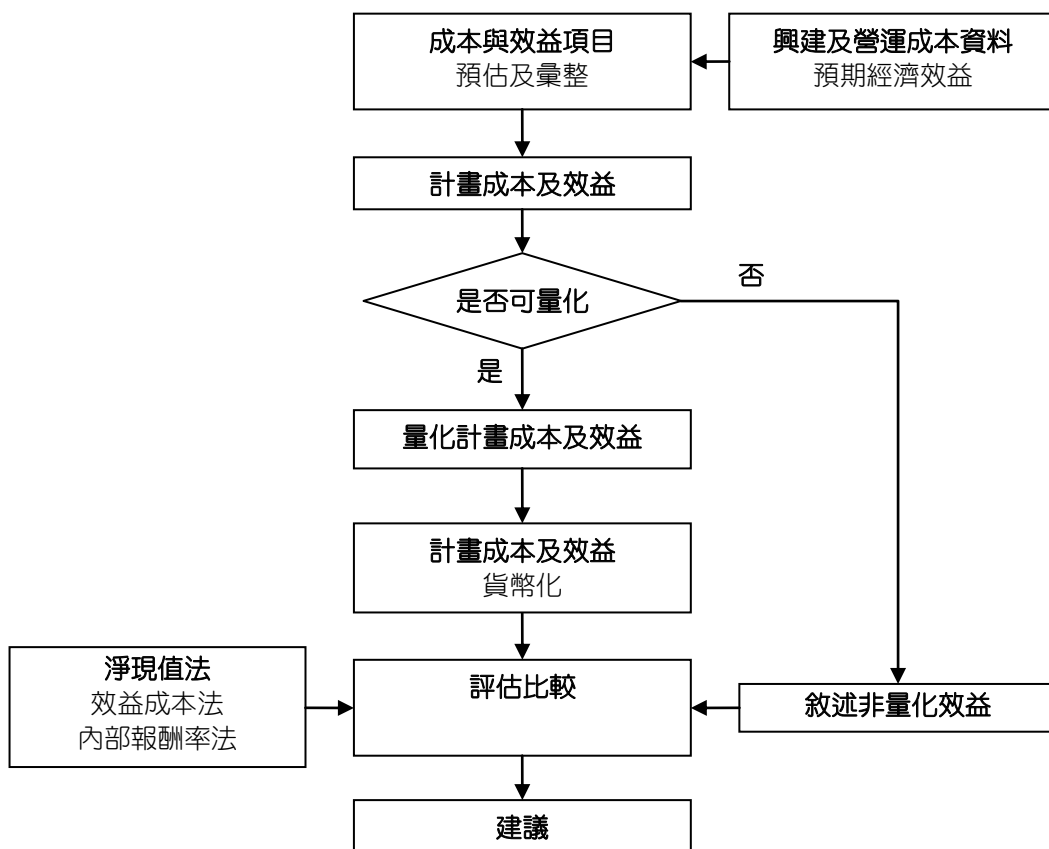 成本與效益項目
預估及彙整
興建及營運成本資料
預期經濟效益
計畫成本及效益
是否可量化
否
是
量化計畫成本及效益
計畫成本及效益
貨幣化
淨現值法
效益成本法
內部報酬率法
評估比較
敘述非量化效益
建議